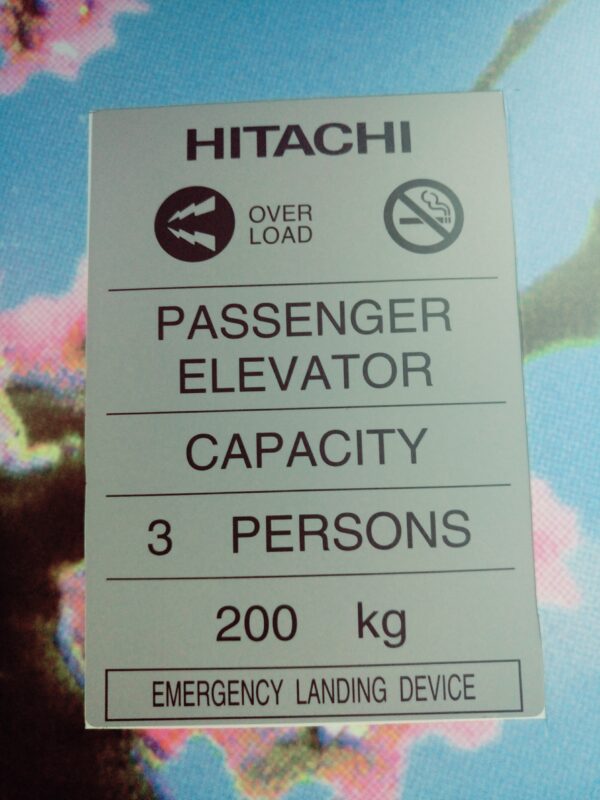 HITACHI
OVER
LOAD
PASSENGER
ELEVATOR
CAPACITY
3 PERSONS
200 kg
EMERGENCY LANDING DEVICE